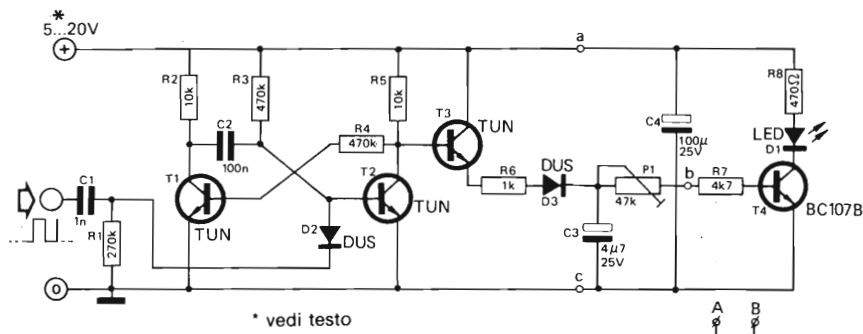 *
5...20V
+
a
R2
10k
R3
470k
R5
10k
R8
470Ω
T3
TUN
C4
100µ
25V
R4
470k
C2
100n
LED
D1
T1
T2
TUN
TUN
R6
1k
DUS
D3
P1
47k
b
R7
4k7
T4
BC107B
C1
1n
R1
270k
D2
DUS
C3
4µ7
25V
0
c
* vedi testo
A B